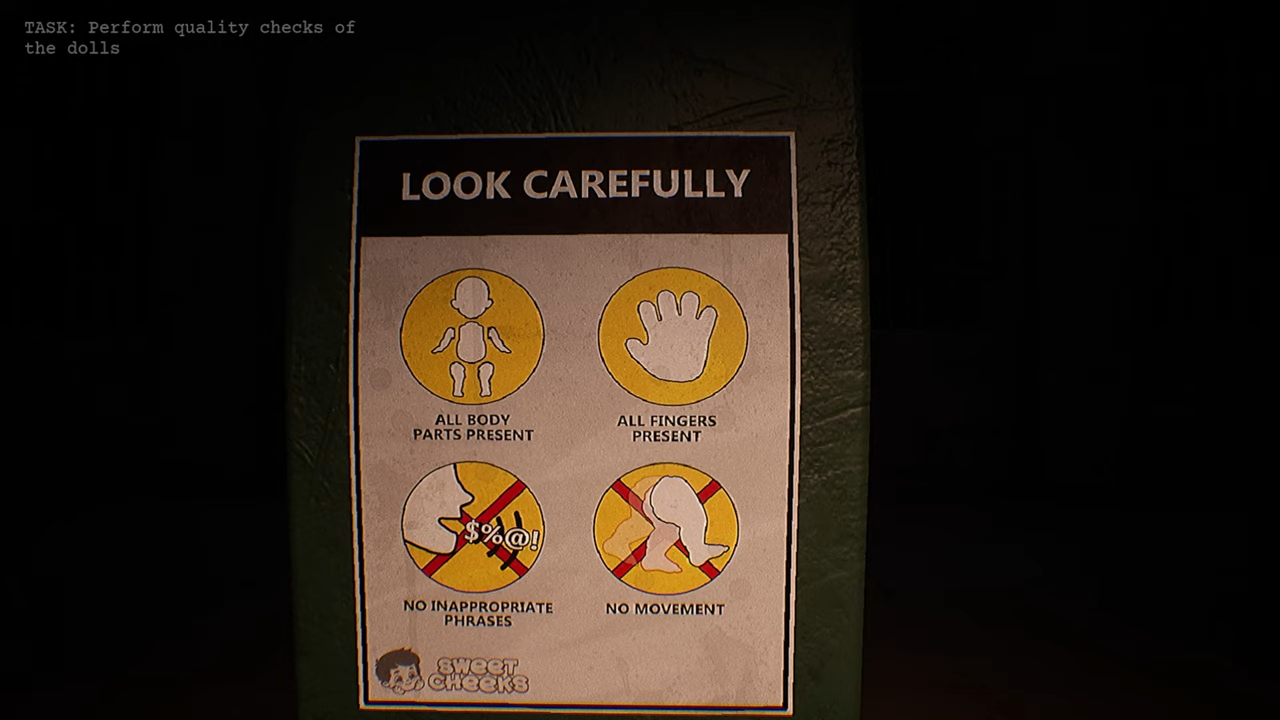 TASK: Perform quality checks of
the dolls
LOOK CAREFULLY
ALL BODY
PARTS PRESENT
ALL FINGERS
PRESENT
$%@!
NO INAPPROPRIATE
PHRASES
NO MOVEMENT
SWEET
CHEEKS